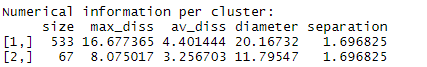 Numerical information per cluster:
     size  max_diss  av_diss diameter separation
[1,]  533 16.677365 4.401444 20.16732   1.696825
[2,]   67  8.075017 3.256703 11.79547   1.696825